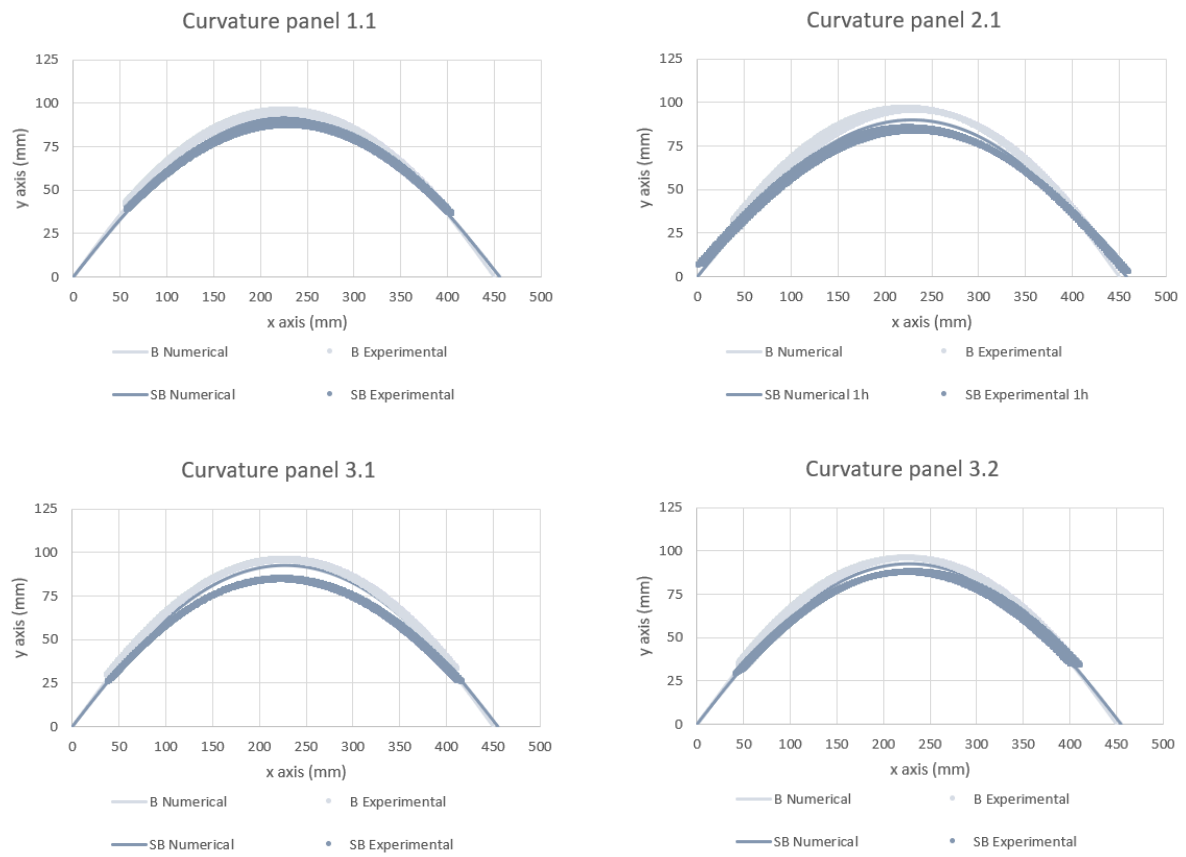 Curvature panel 1.1
125
100
75
50
25
0
y axis (mm)
0 50 100 150 200 250 300 350 400 450 500
x axis (mm)
B Numerical B Experimental
SB Numerical SB Experimental
Curvature panel 2.1
125
100
75
50
25
0
y axis (mm)
0 50 100 150 200 250 300 350 400 450 500
x axis (mm)
B Numerical B Experimental
SB Numerical 1h SB Experimental 1h
Curvature panel 3.1
125
100
75
50
25
0
y axis (mm)
0 50 100 150 200 250 300 350 400 450 500
x axis (mm)
B Numerical B Experimental
SB Numerical SB Experimental
Curvature panel 3.2
125
100
75
50
25
0
y axis (mm)
0 50 100 150 200 250 300 350 400 450 500
x axis (mm)
B Numerical B Experimental
SB Numerical SB Experimental